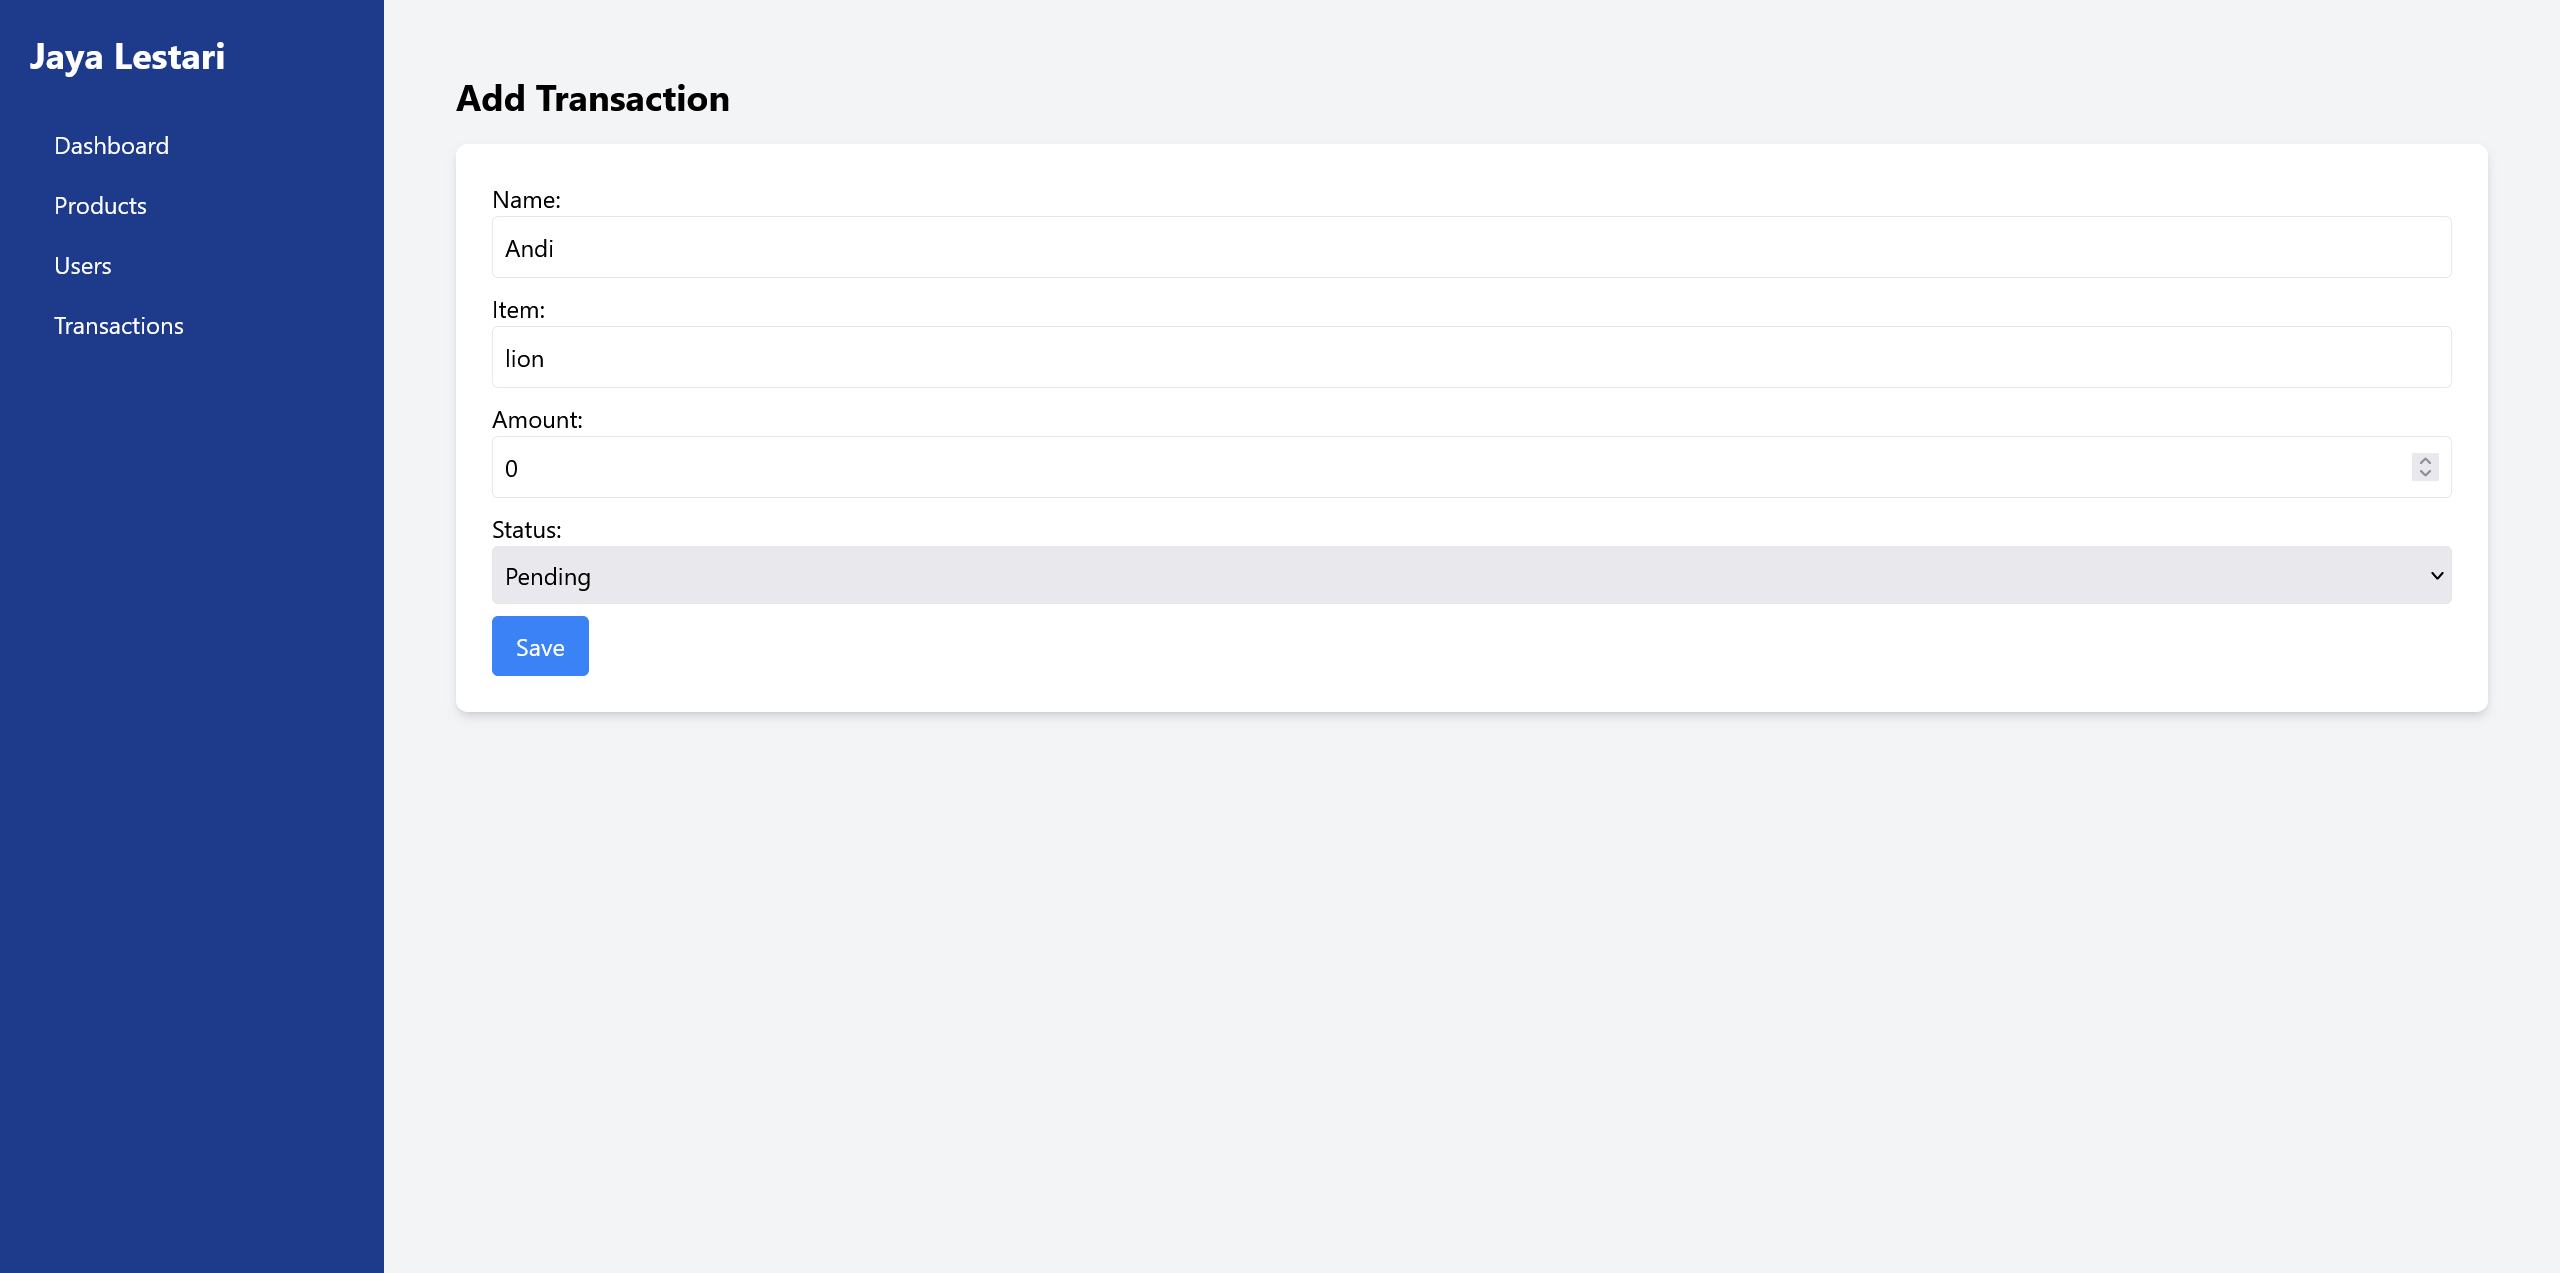 Jaya Lestari
Dashboard
Products
Users
Transactions
Add Transaction
Name:
Andi
Item:
lion
Amount:
0
Status:
Pending
Save